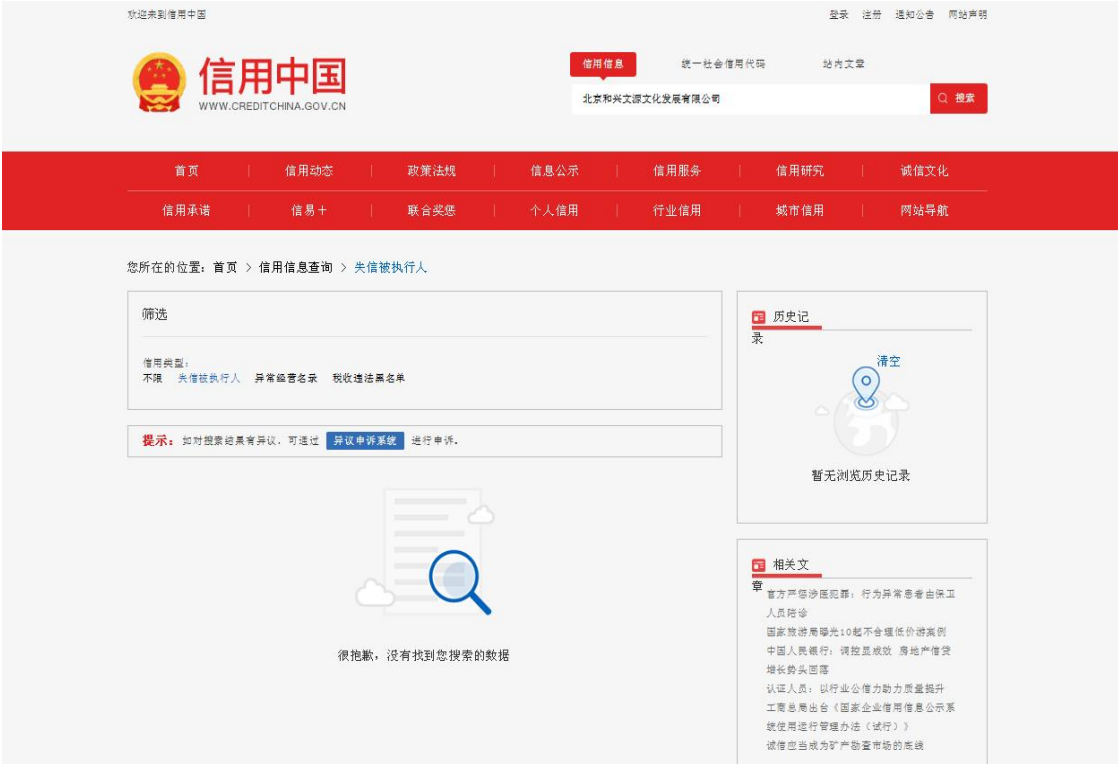 欢迎来到信用中国
登录 注册 通知公告 网站声明
信用中国
WWW.CREDITCHINA.GOV.CN
信用信息 统一社会信用代码 站内文章
北京和兴文源文化发展有限公司
搜索
首页 信用动态 政策法规 信息公示 信用服务 信用研究 诚信文化
信用承诺 信易+ 联合奖惩 个人信用 行业信用 城市信用 网站导航
您所在的位置：首页 > 信用信息查询 > 失信被执行人
筛选
信用类型：
不限 失信被执行人 异常经营名录 税收违法黑名单
提示：如对搜索结果有异议，可通过 异议申诉系统 进行申诉。
很抱歉，没有找到您搜索的数据
历史记
录
清空
暂无浏览历史记录
相关文
章
官方严惩涉医犯罪：行为异常患者由保卫
人员陪诊
国家旅游局曝光10起不合理低价游案例
中国人民银行：调控显成效 房地产信贷
增长势头回落
认证人员：以行业公信力助力质量提升
工商总局出台《国家企业信用信息公示系
统使用运行管理办法（试行）》
诚信应当成为矿产勘查市场的底线